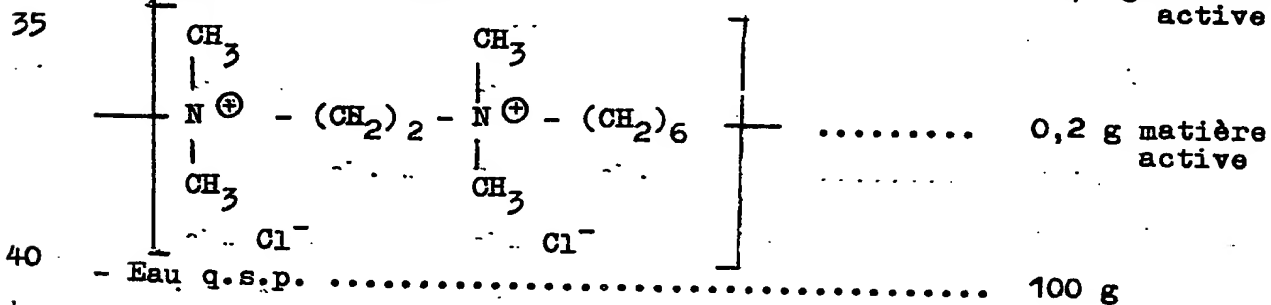 active
35
CH3 CH3
N ⊕ - (CH2)2 - N ⊕ - (CH2)6 ......... 0,2 g matière
active
CH3 CH3
Cl- Cl-
40
- Eau q.s.p. .................................... 100 g